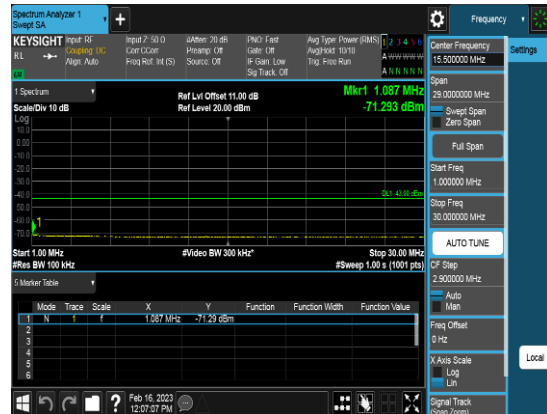 Spectrum Analyzer 1
Swept SA
Frequency
KEYSIGHT
Input: RF
Coupling: DC
Align: Auto
Input Z: 50 Ω
Corr CCorr
Freq Ref: Int (S)
#Atten: 20 dB
Preamp: Off
Source: Off
PNO: Fast
Gate: Off
IF Gain: Low
Sig Track: Off
Avg Type: Power (RMS)
Avg|Hold: 10/10
Trig: Free Run
1 2 3 4 5 6
A W W W W W
A N N N N N
RL
1 Spectrum
Scale/Div 10 dB
Log
Ref Lvl Offset 11.00 dB
Ref Level 20.00 dBm
Mkr1 1.087 MHz
-71.293 dBm
10.0
0.00
-10.0
-20.0
-30.0
-40.0
-50.0
-60.0
-70.0
DL1 -43.00 dBm
1
Start 1.00 MHz
#Res BW 100 kHz
#Video BW 300 kHz*
Stop 30.00 MHz
#Sweep 1.00 s (1001 pts)
5 Marker Table
Mode Trace Scale X Y Function Function Width Function Value
1 N 1 f 1.087 MHz -71.29 dBm
2
3
4
5
6
Feb 16, 2023
12:07:07 PM
Center Frequency
15.500000 MHz
Settings
Span
29.0000000 MHz
Swept Span
Zero Span
Full Span
Start Freq
1.000000 MHz
Stop Freq
30.000000 MHz
AUTO TUNE
CF Step
2.900000 MHz
Auto
Man
Freq Offset
0 Hz
X Axis Scale
Log
Lin
Local
Signal Track
(Span Zoom)